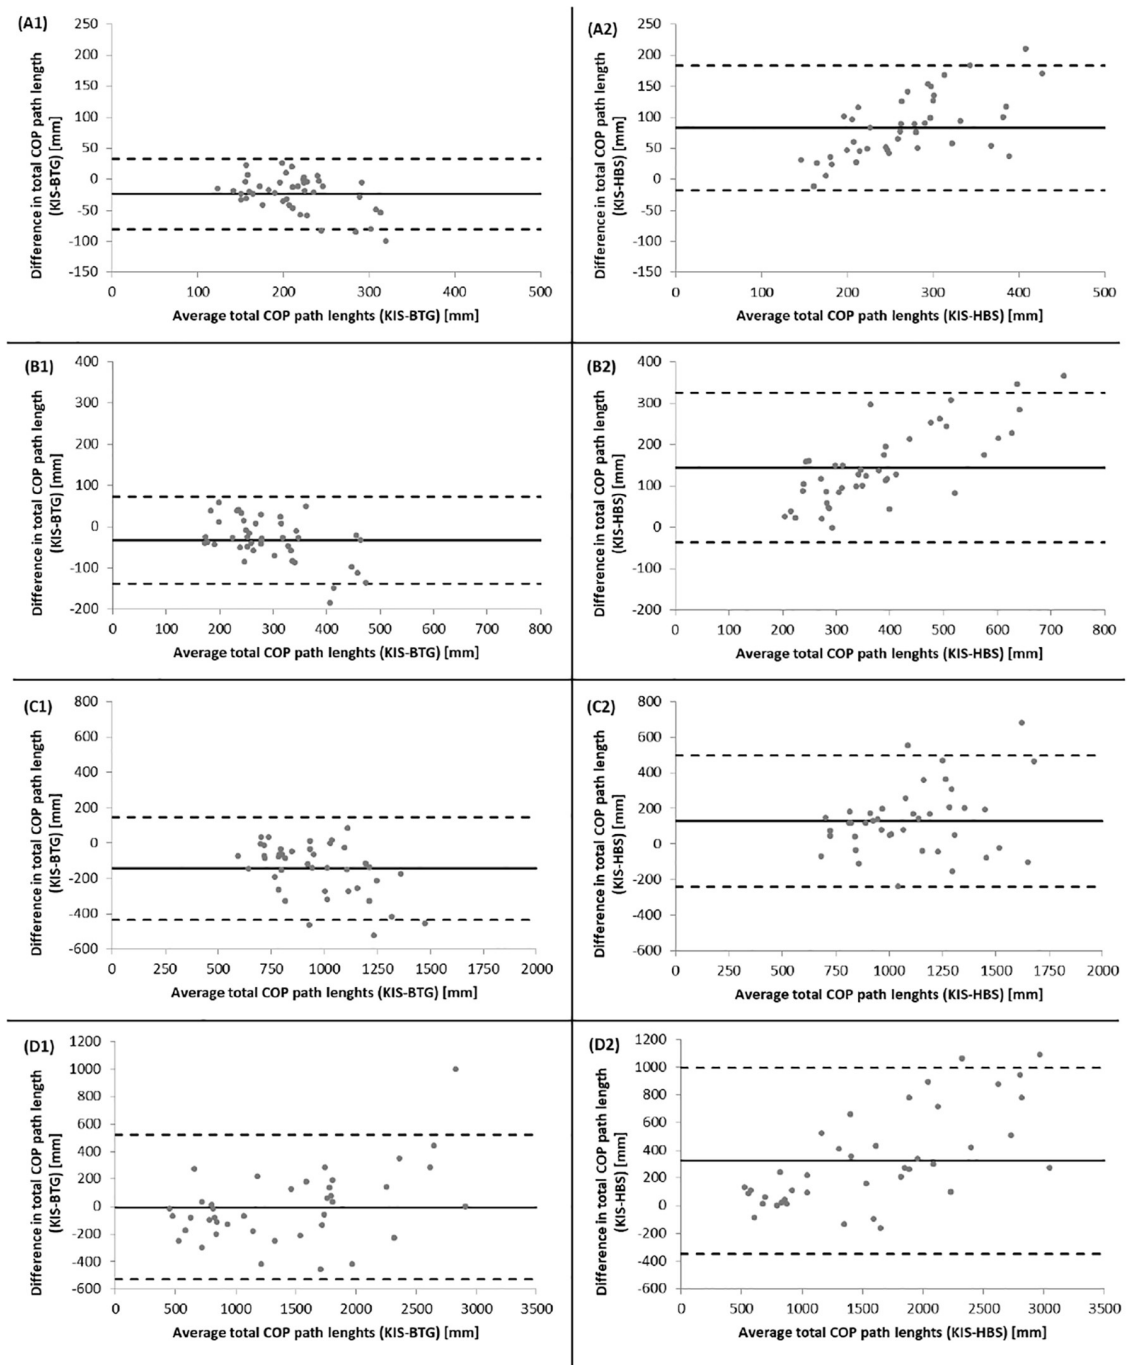 (A1)
Difference in total COP path length
(KIS-BTG) [mm]
250
200
150
100
50
0
-50
-100
-150
0 100 200 300 400 500
Average total COP path lenghts (KIS-BTG) [mm]
(A2)
Difference in total COP path length
(KIS-HBS) [mm]
250
200
150
100
50
0
-50
-100
-150
0 100 200 300 400 500
Average total COP path lenghts (KIS-HBS) [mm]
(B1)
Difference in total COP path length
(KIS-BTG) [mm]
400
300
200
100
0
-100
-200
0 100 200 300 400 500 600 700 800
Average total COP path lenghts (KIS-BTG) [mm]
(B2)
Difference in total COP path length
(KIS-HBS) [mm]
400
300
200
100
0
-100
-200
0 100 200 300 400 500 600 700 800
Average total COP path lenghts (KIS-HBS) [mm]
(C1)
Difference in total COP path length
(KIS-BTG) [mm]
800
600
400
200
0
-200
-400
-600
0 250 500 750 1000 1250 1500 1750 2000
Average total COP path lenghts (KIS-BTG) [mm]
(C2)
Difference in total COP path length
(KIS-HBS) [mm]
800
600
400
200
0
-200
-400
-600
0 250 500 750 1000 1250 1500 1750 2000
Average total COP path lenghts (KIS-HBS) [mm]
(D1)
Difference in total COP path length
(KIS-BTG) [mm]
1200
1000
800
600
400
200
0
-200
-400
-600
0 500 1000 1500 2000 2500 3000 3500
Average total COP path lenghts (KIS-BTG) [mm]
(D2)
Difference in total COP path length
(KIS-HBS) [mm]
1200
1000
800
600
400
200
0
-200
-400
-600
0 500 1000 1500 2000 2500 3000 3500
Average total COP path lenghts (KIS-HBS) [mm]